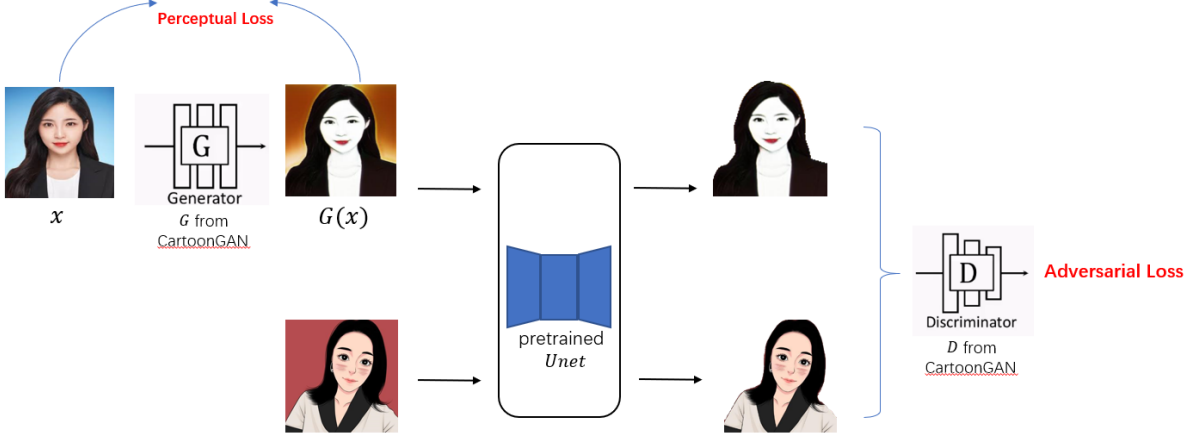 Perceptual Loss
G
Generator
x
G from
CartoonGAN
G(x)
pretrained
Unet
D
Discriminator
D from
CartoonGAN
Adversarial Loss